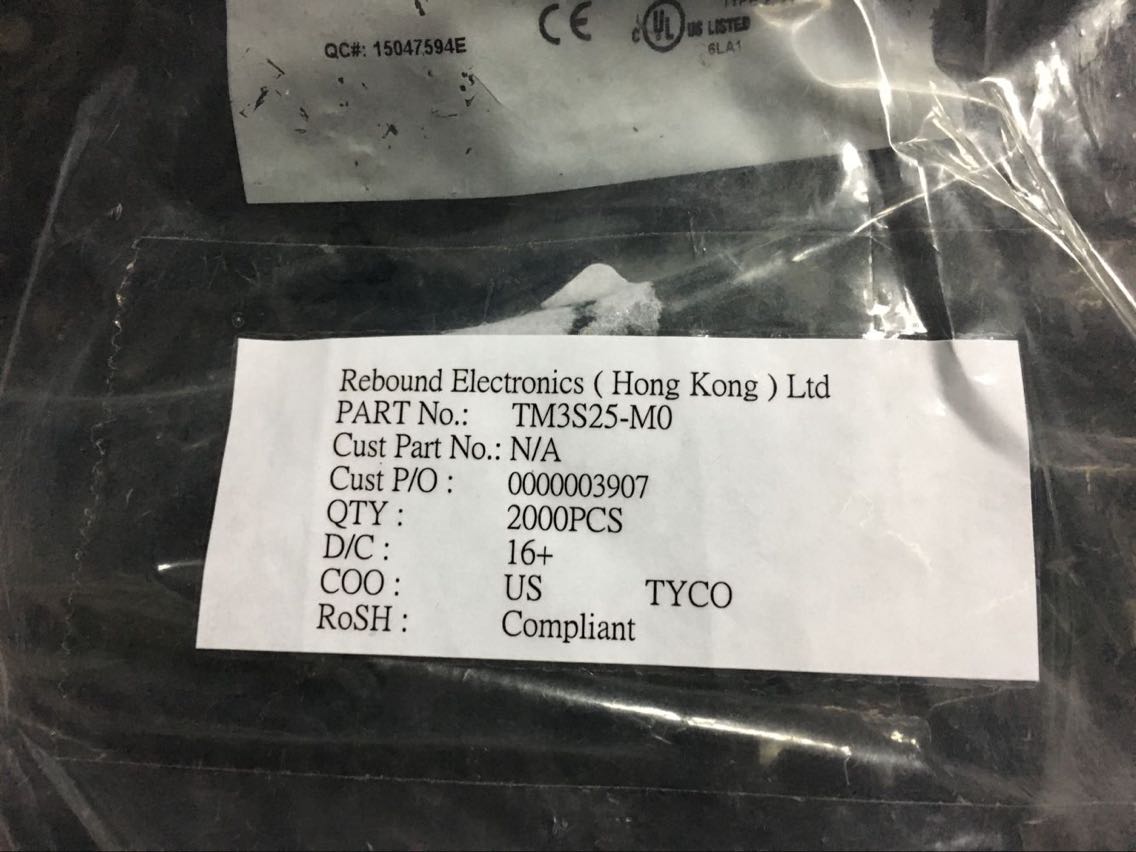 QC#: 15047594E
CE
c UL US LISTED
6LA1
Rebound Electronics ( Hong Kong ) Ltd
PART No.: TM3S25-M0
Cust Part No.: N/A
Cust P/O : 0000003907
QTY : 2000PCS
D/C : 16+
COO : US TYCO
RoSH : Compliant